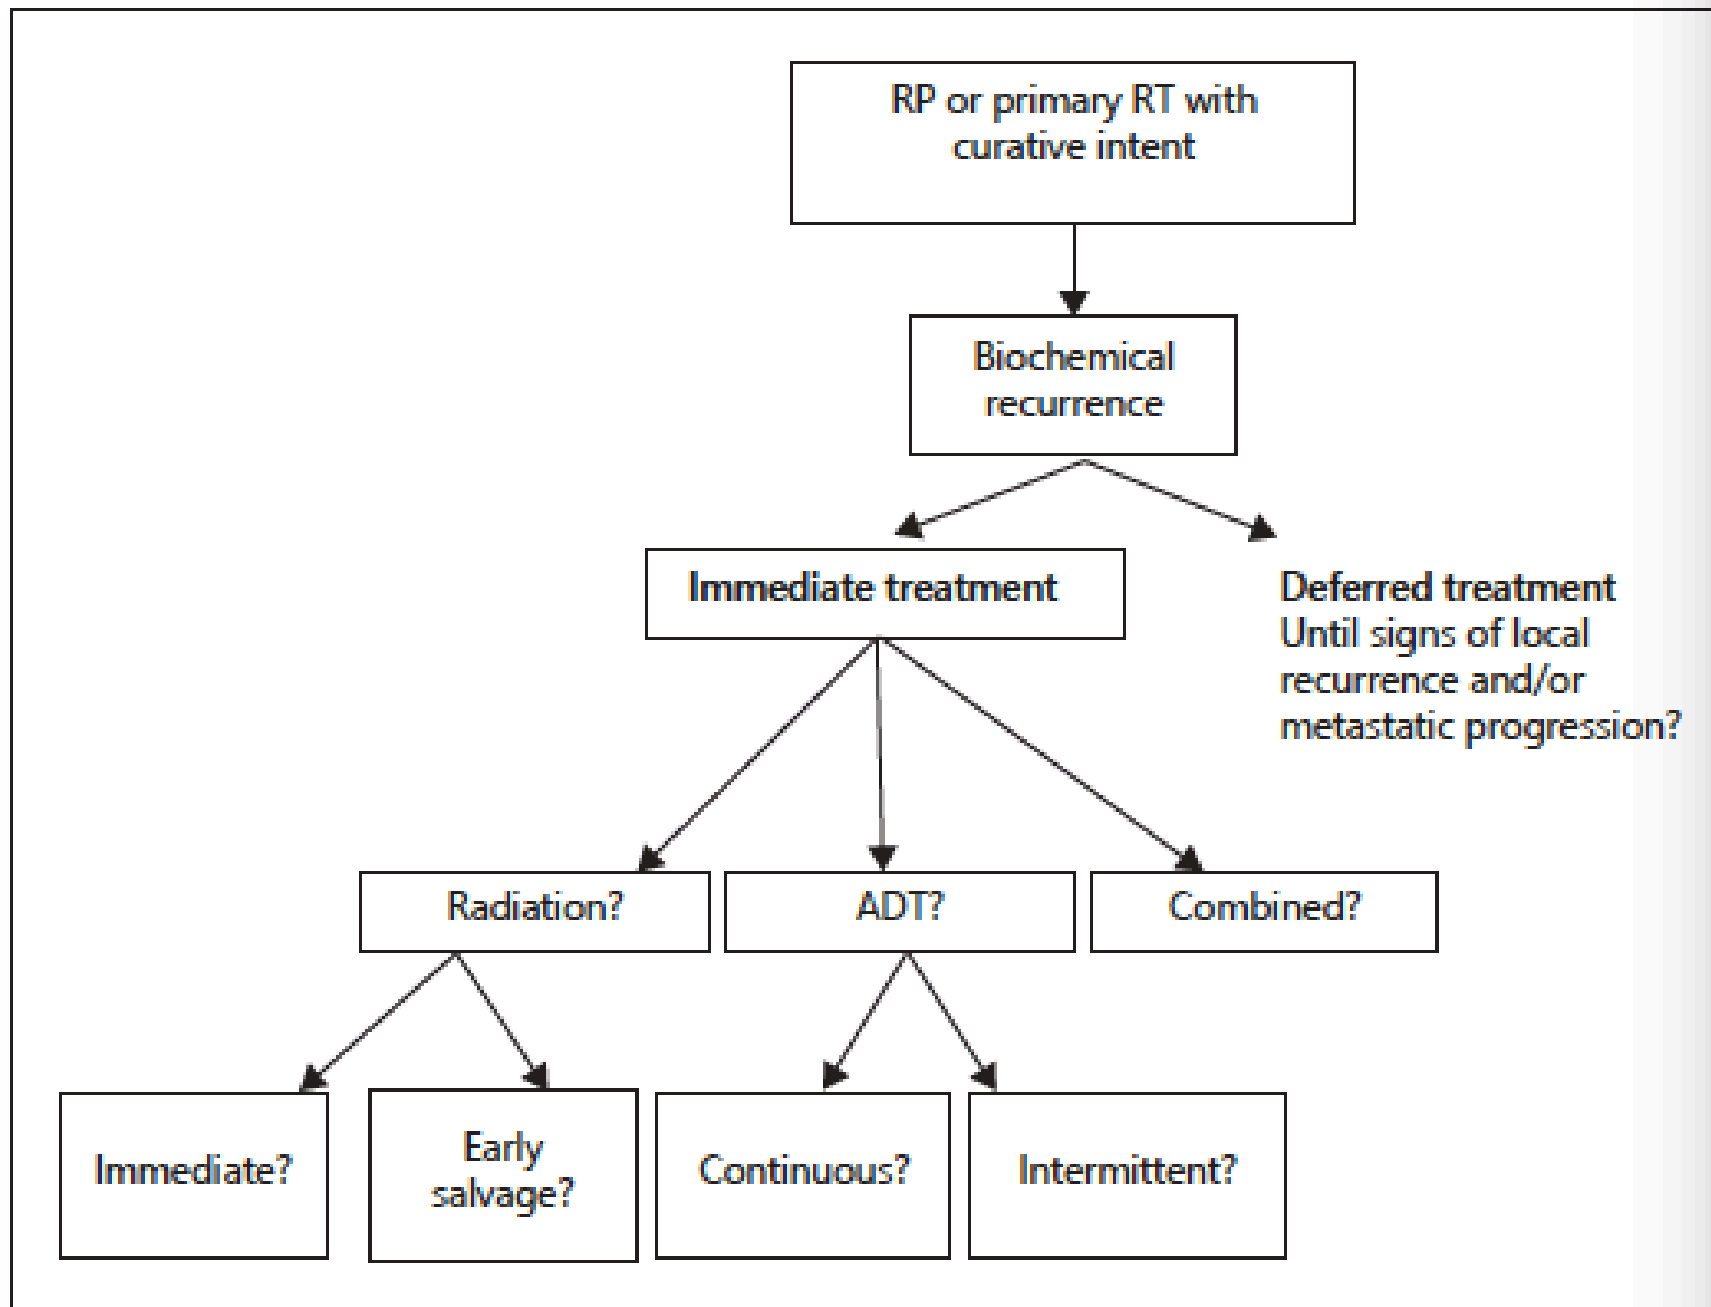 RP or primary RT with
curative intent
Biochemical
recurrence
Immediate treatment
Deferred treatment
Until signs of local
recurrence and/or
metastatic progression?
Radiation?
ADT?
Combined?
Immediate?
Early
salvage?
Continuous?
Intermittent?